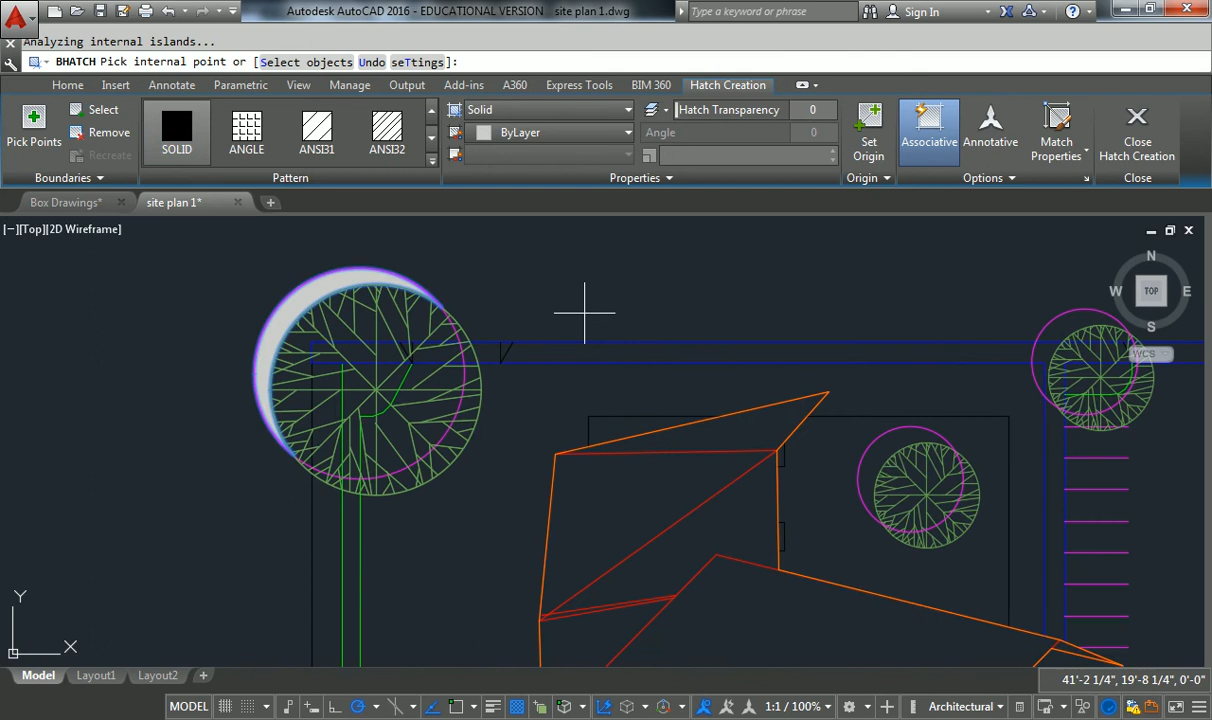 Autodesk AutoCAD 2016 - EDUCATIONAL VERSION site plan 1.dwg
Type a keyword or phrase
Sign In
Analyzing internal islands...
BHATCH Pick internal point or [Select objects Undo seTtings]:
Home Insert Annotate Parametric View Manage Output Add-ins A360 Express Tools BIM 360 Hatch Creation
Pick Points
Select
Remove
Recreate
Boundaries
SOLID
ANGLE
ANSI31
ANSI32
Pattern
Solid
ByLayer
Hatch Transparency 0
Angle 0
Properties
Set
Origin
Origin
Associative
Annotative
Match
Properties
Options
Close
Hatch Creation
Close
Box Drawings*
site plan 1*
[−][Top][2D Wireframe]
N
W
TOP
E
S
WCS
Y
X
Model Layout1 Layout2
41'-2 1/4", 19'-8 1/4", 0'-0"
MODEL
1:1 / 100%
Architectural